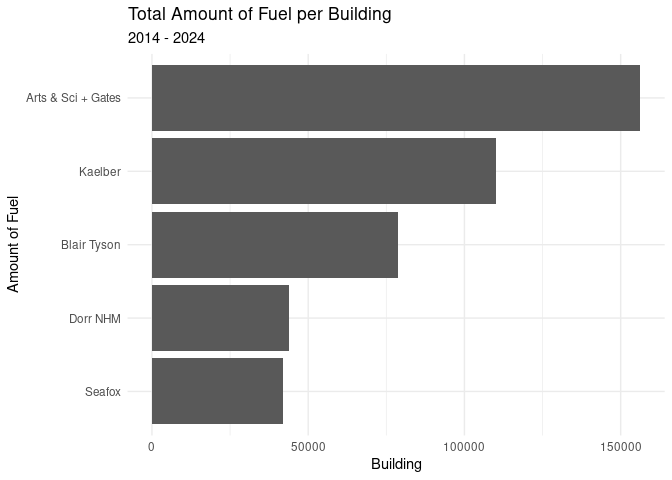 Total Amount of Fuel per Building
2014 - 2024
Amount of Fuel
Arts & Sci + Gates
Kaelber
Blair Tyson
Dorr NHM
Seafox
0 50000 100000 150000
Building